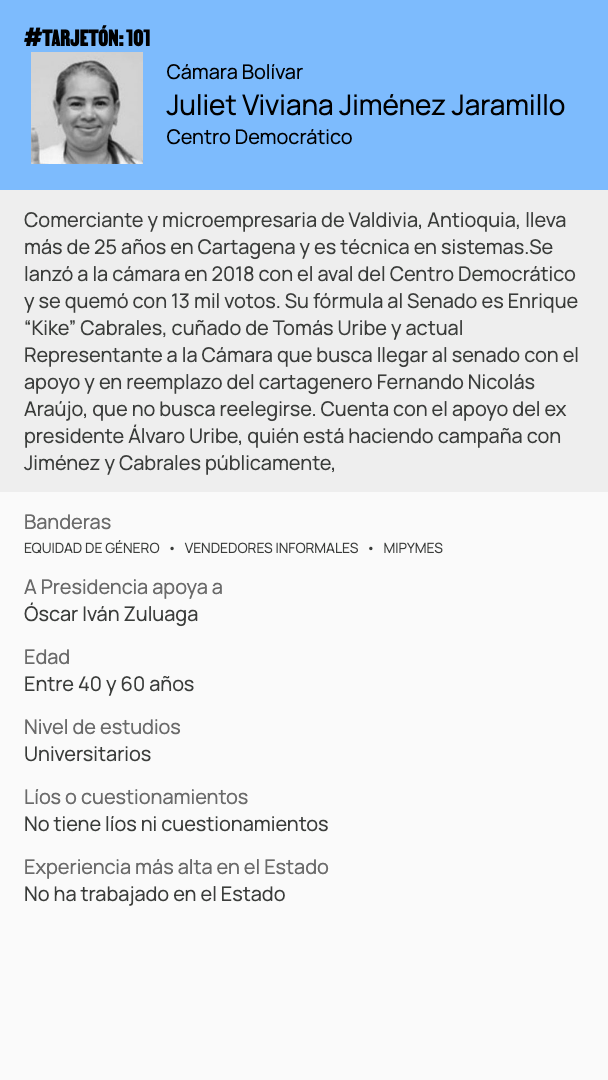 #TARJETÓN: 101
Cámara Bolívar
Juliet Viviana Jiménez Jaramillo
Centro Democrático
Comerciante y microempresaria de Valdivia, Antioquia, lleva
más de 25 años en Cartagena y es técnica en sistemas.Se
lanzó a la cámara en 2018 con el aval del Centro Democrático
y se quemó con 13 mil votos. Su fórmula al Senado es Enrique
“Kike” Cabrales, cuñado de Tomás Uribe y actual
Representante a la Cámara que busca llegar al senado con el
apoyo y en reemplazo del cartagenero Fernando Nicolás
Araújo, que no busca reelegirse. Cuenta con el apoyo del ex
presidente Álvaro Uribe, quién está haciendo campaña con
Jiménez y Cabrales públicamente,
Banderas
EQUIDAD DE GÉNERO • VENDEDORES INFORMALES • MIPYMES
A Presidencia apoya a
Óscar Iván Zuluaga
Edad
Entre 40 y 60 años
Nivel de estudios
Universitarios
Líos o cuestionamientos
No tiene líos ni cuestionamientos
Experiencia más alta en el Estado
No ha trabajado en el Estado